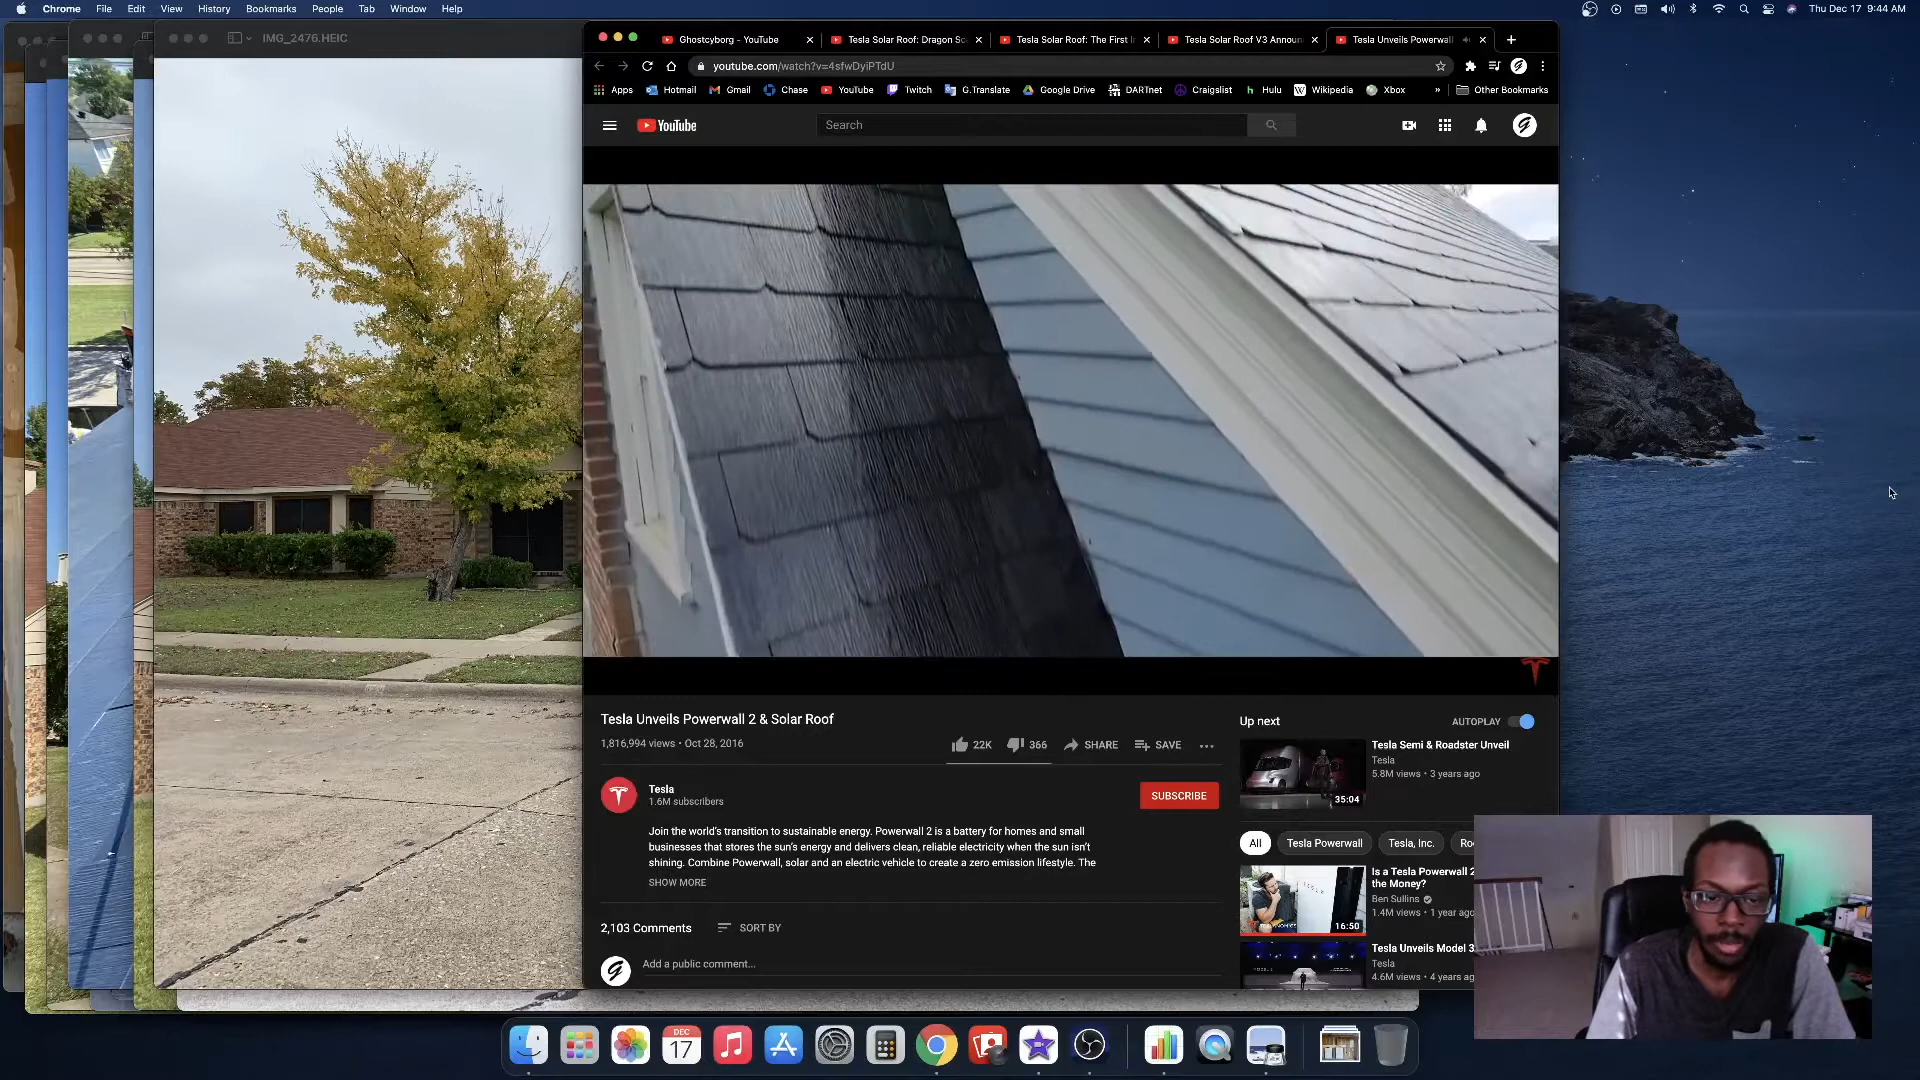 Chrome File Edit View History Bookmarks People Tab Window Help
Thu Dec 17 9:44 AM
IMG_2476.HEIC
Ghostcyborg - YouTube
Tesla Solar Roof: Dragon Sc
Tesla Solar Roof: The First I
Tesla Solar Roof V3 Announ
Tesla Unveils Powerwall
youtube.com/watch?v=4sfwDyiPTdU
Apps Hotmail Gmail Chase YouTube Twitch G.Translate Google Drive DARTnet Craigslist Hulu Wikipedia Xbox » Other Bookmarks
YouTube
Search
Tesla Unveils Powerwall 2 & Solar Roof
1,816,994 views • Oct 28, 2016
22K 366 SHARE SAVE
Tesla
1.6M subscribers
SUBSCRIBE
Join the world's transition to sustainable energy. Powerwall 2 is a battery for homes and small
businesses that stores the sun's energy and delivers clean, reliable electricity when the sun isn't
shining. Combine Powerwall, solar and an electric vehicle to create a zero emission lifestyle. The
SHOW MORE
2,103 Comments SORT BY
Add a public comment...
Up next AUTOPLAY
Tesla Semi & Roadster Unveil
Tesla
5.8M views • 3 years ago
35:04
All Tesla Powerwall Tesla, Inc. Ro
Is a Tesla Powerwall 2
the Money?
Ben Sullins
1.4M views • 1 year ago
16:50
Tesla Unveils Model 3
Tesla
4.6M views • 4 years ago
DEC
17